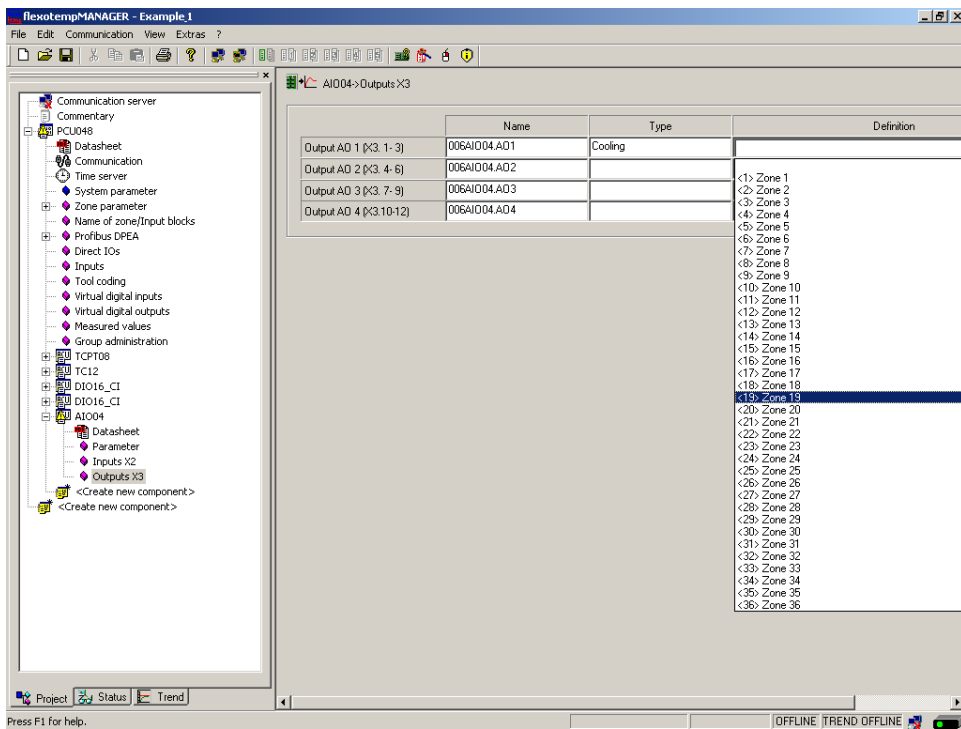 flexotempMANAGER - Example_1
File Edit Communication View Extras ?
Communication server
Commentary
PCU048
Datasheet
Communication
Time server
System parameter
Zone parameter
Name of zone/Input blocks
Profibus DPEA
Direct IOs
Inputs
Tool coding
Virtual digital inputs
Virtual digital outputs
Measured values
Group administration
TCPT08
TC12
DIO16_CI
DIO16_CI
AIO04
Datasheet
Parameter
Inputs X2
Outputs X3
<Create new component>
<Create new component>
Project Status Trend
AIO04->Outputs X3
Name Type Definition
Output AO 1 (X3. 1- 3) 006AIO04.AO1 Cooling
Output AO 2 (X3. 4- 6) 006AIO04.AO2
Output AO 3 (X3. 7- 9) 006AIO04.AO3
Output AO 4 (X3.10-12) 006AIO04.AO4
<1> Zone 1
<2> Zone 2
<3> Zone 3
<4> Zone 4
<5> Zone 5
<6> Zone 6
<7> Zone 7
<8> Zone 8
<9> Zone 9
<10> Zone 10
<11> Zone 11
<12> Zone 12
<13> Zone 13
<14> Zone 14
<15> Zone 15
<16> Zone 16
<17> Zone 17
<18> Zone 18
<19> Zone 19
<20> Zone 20
<21> Zone 21
<22> Zone 22
<23> Zone 23
<24> Zone 24
<25> Zone 25
<26> Zone 26
<27> Zone 27
<28> Zone 28
<29> Zone 29
<30> Zone 30
<31> Zone 31
<32> Zone 32
<33> Zone 33
<34> Zone 34
<35> Zone 35
<36> Zone 36
Press F1 for help.
OFFLINE TREND OFFLINE